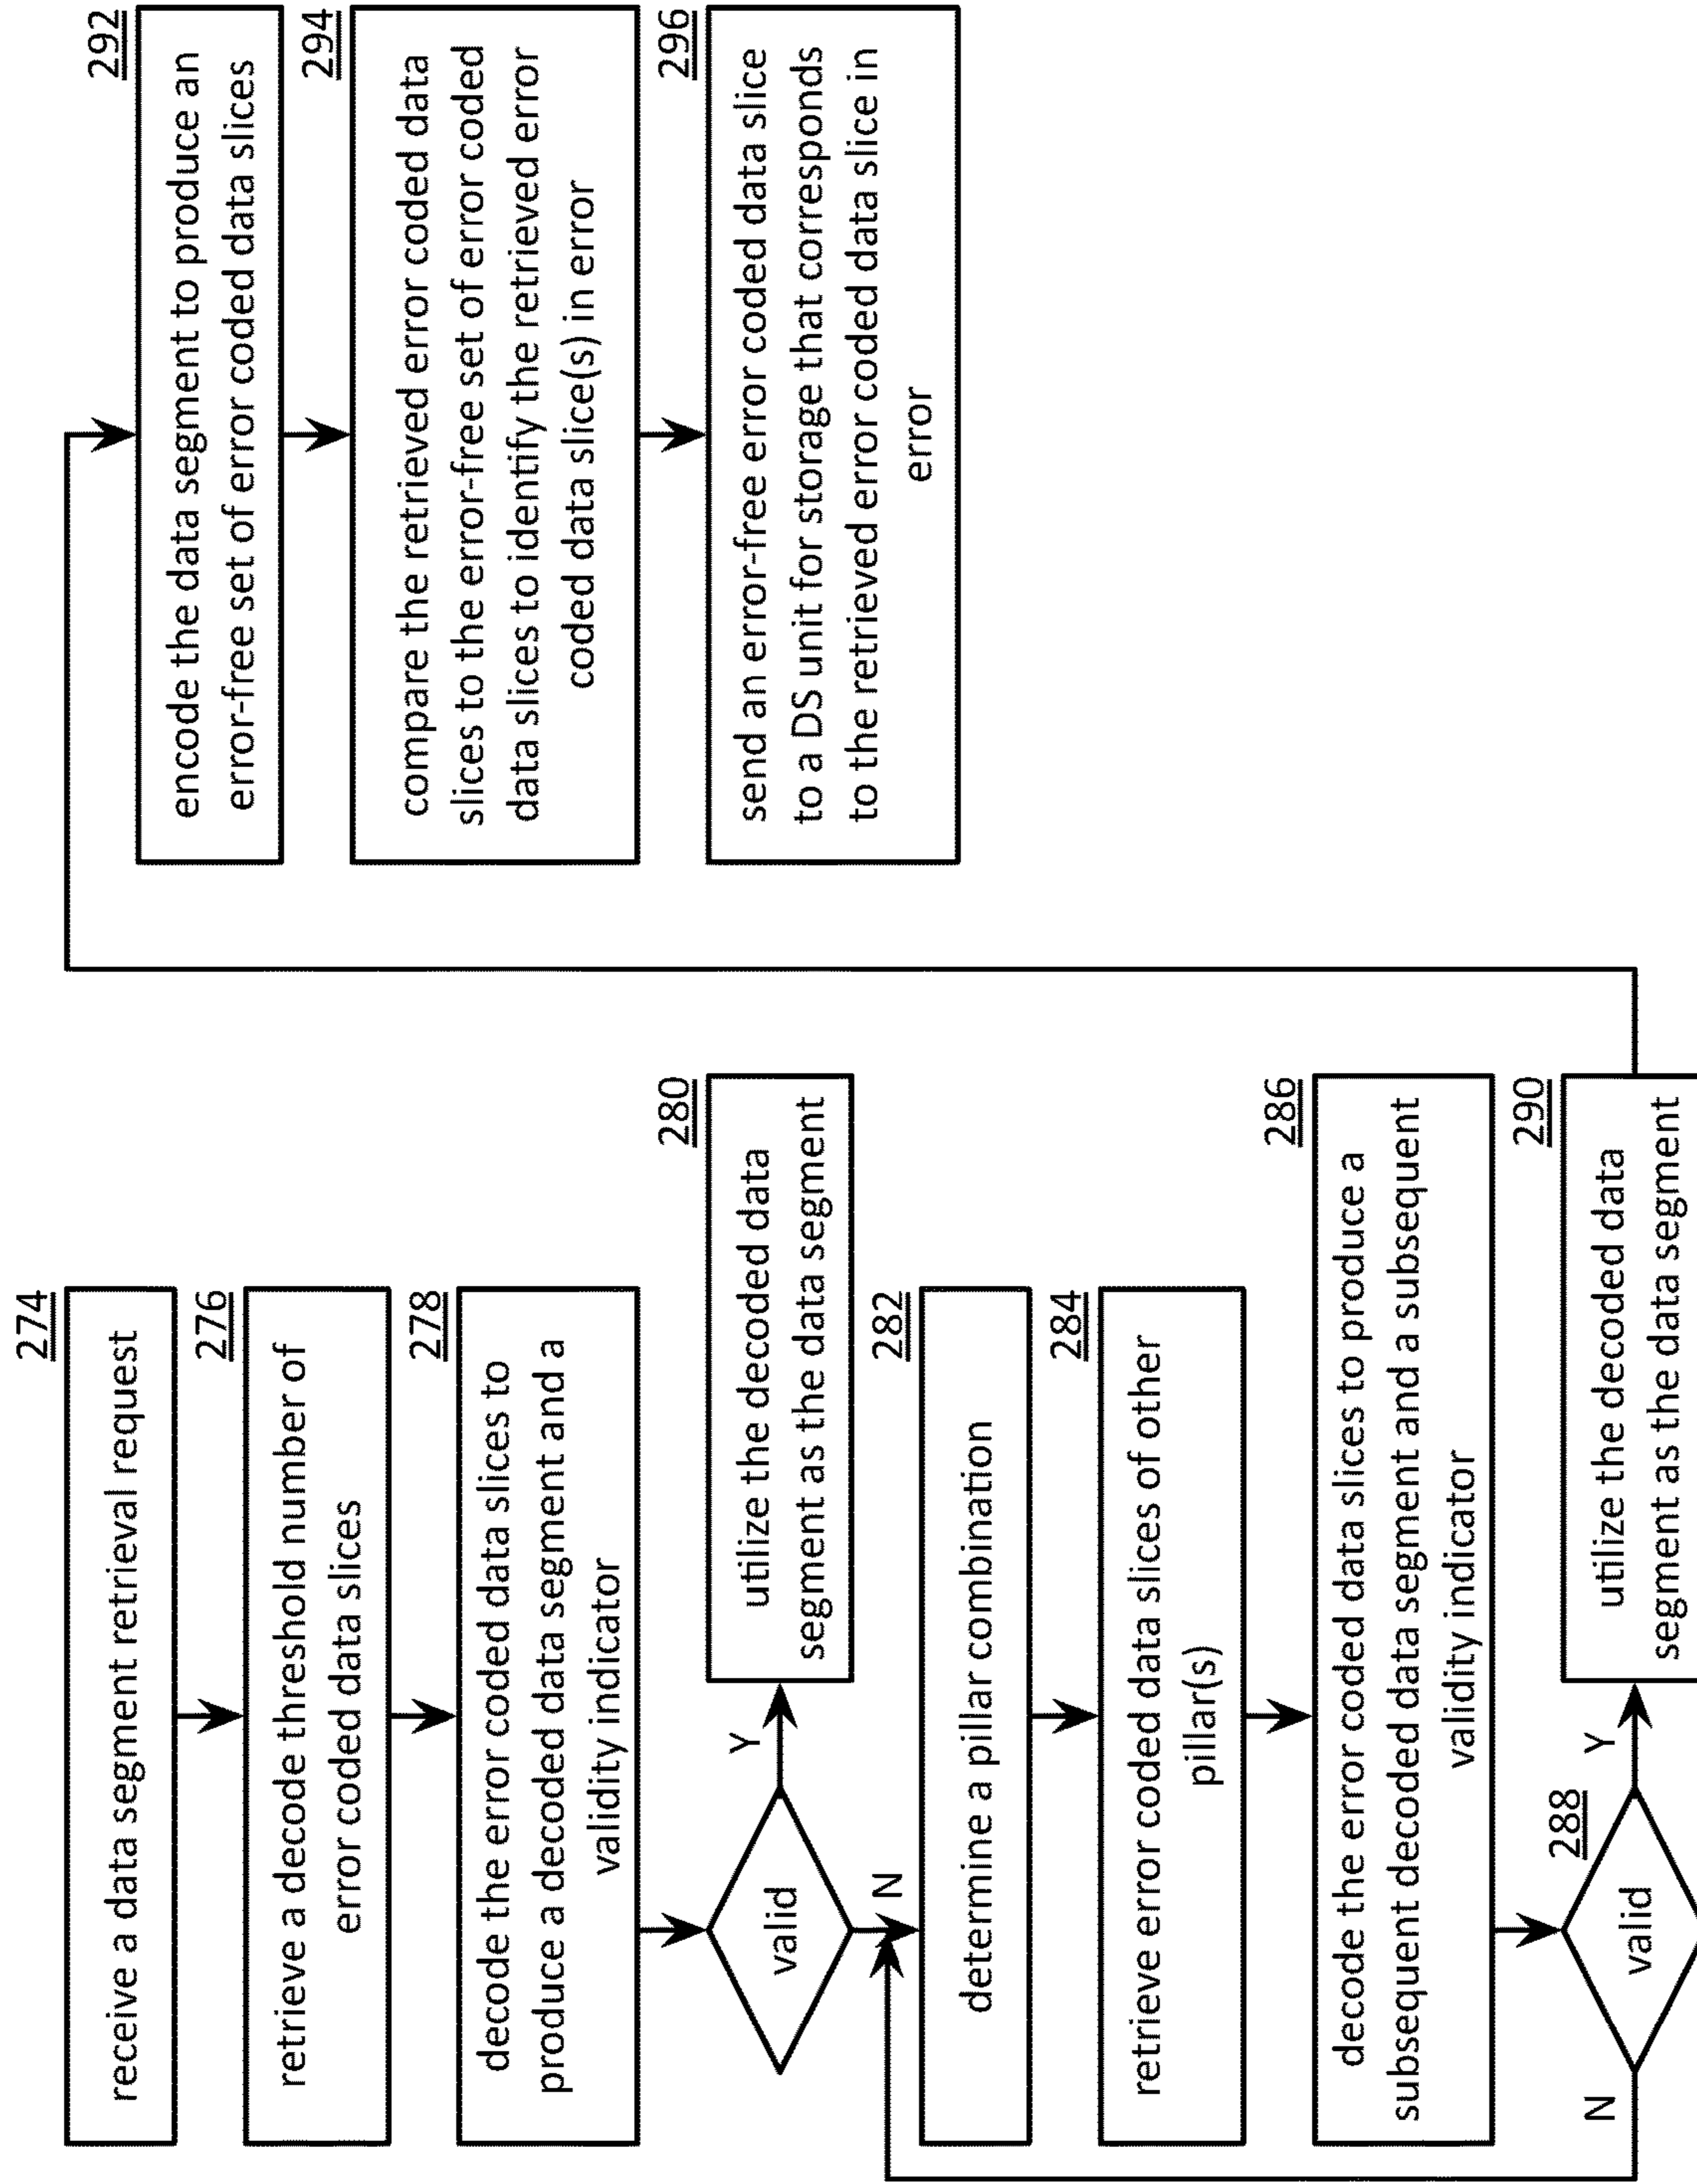 274
receive a data segment retrieval request
276
retrieve a decode threshold number of
error coded data slices
278
decode the error coded data slices to
produce a decoded data segment and a
validity indicator
valid
Y
N
280
utilize the decoded data
segment as the data segment
282
determine a pillar combination
284
retrieve error coded data slices of other
pillar(s)
286
decode the error coded data slices to produce a
subsequent decoded data segment and a subsequent
validity indicator
288
valid
N
Y
290
utilize the decoded data
segment as the data segment
292
encode the data segment to produce an
error-free set of error coded data slices
294
compare the retrieved error coded data
slices to the error-free set of error coded
data slices to identify the retrieved error
coded data slice(s) in error
296
send an error-free error coded data slice
to a DS unit for storage that corresponds
to the retrieved error coded data slice in
error